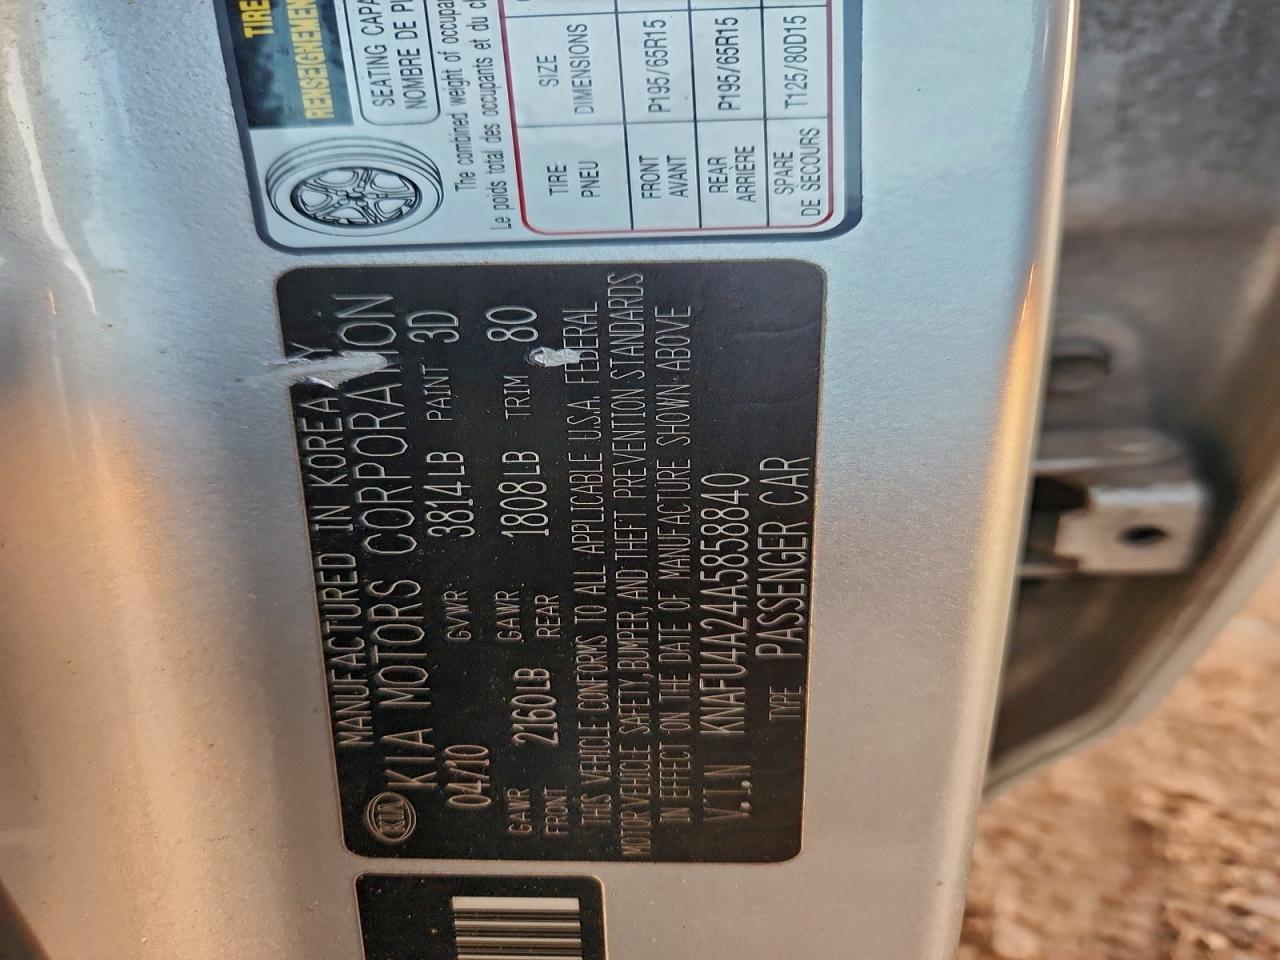 TIRE
RENSEIGNEMEN
SEATING CAPA
NOMBRE DE P
The combined weight of occupa
Le poids total des occupants et du c
TIRE SIZE
PNEU DIMENSIONS
FRONT P195/65R15
AVANT
REAR P195/65R15
ARRIÈRE
SPARE T125/80D15
DE SECOURS
MANUFACTURED IN KOREA
KIA KIA MOTORS CORPORATION
04/10 GVWR 3814LB PAINT 3D
GAWR FRONT 2160LB GAWR REAR 1808LB TRIM 80
THIS VEHICLE CONFORMS TO ALL APPLICABLE U.S.A. FEDERAL
MOTOR VEHICLE SAFETY, BUMPER, AND THEFT PREVENTION STANDARDS
IN EFFECT ON THE DATE OF MANUFACTURE SHOWN ABOVE
V.I.N KNAFU4A24A5858840
TYPE PASSENGER CAR